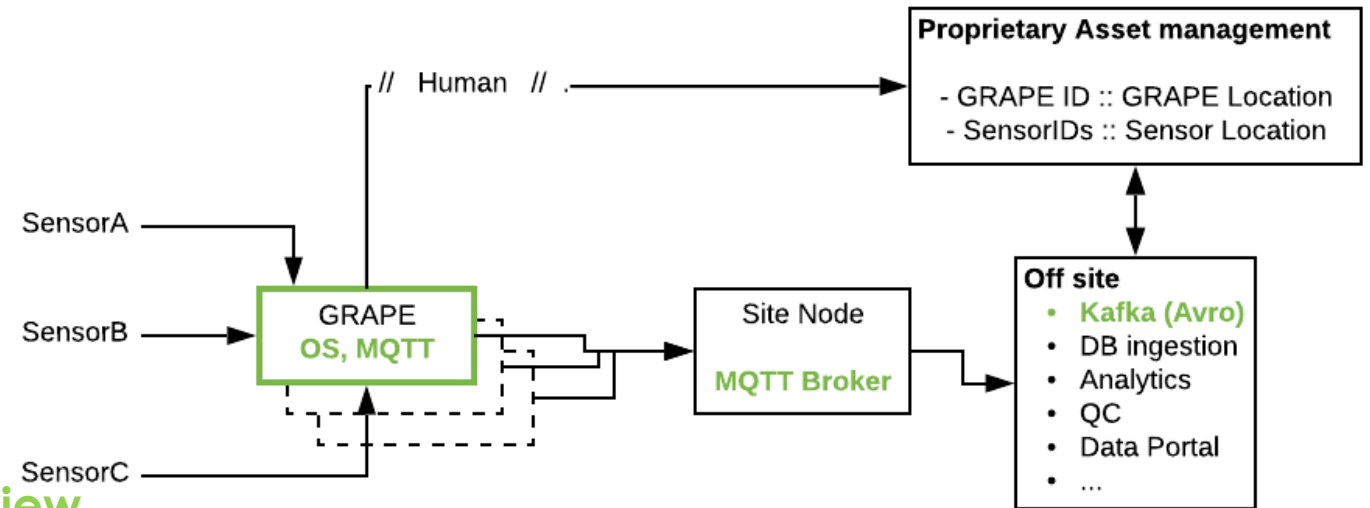 Proprietary Asset management
// Human // .
- GRAPE ID :: GRAPE Location
- SensorIDs :: Sensor Location
SensorA
SensorB
SensorC
GRAPE
OS, MQTT
Site Node
MQTT Broker
Off site
• Kafka (Avro)
• DB ingestion
• Analytics
• QC
• Data Portal
• ...